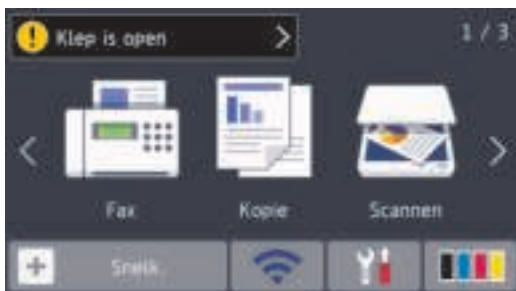 Klep is open
1 / 3
Fax
Kopie
Scannen
Snelk.